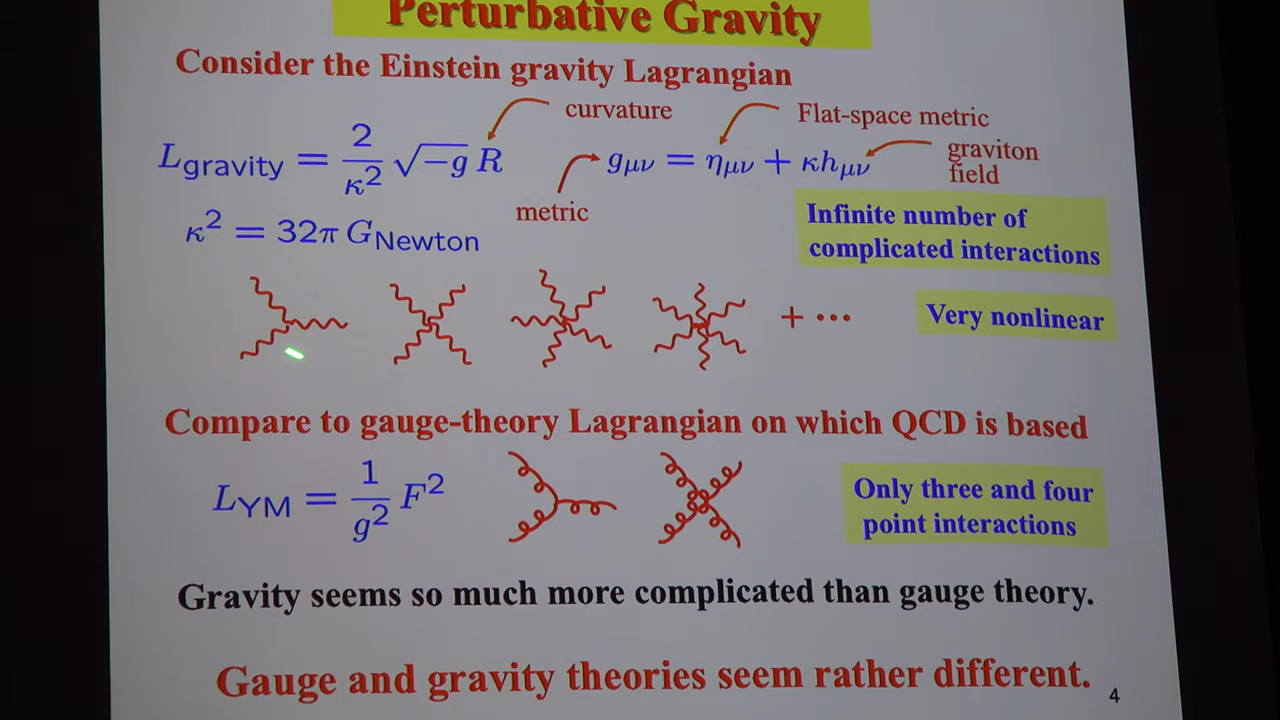 Perturbative Gravity
Consider the Einstein gravity Lagrangian
curvature
Flat-space metric
L_gravity = 2/κ² √−g R
g_μν = η_μν + κh_μν
graviton
field
metric
κ² = 32π G_Newton
Infinite number of
complicated interactions
+ ···
Very nonlinear
Compare to gauge-theory Lagrangian on which QCD is based
L_YM = 1/g² F²
Only three and four
point interactions
Gravity seems so much more complicated than gauge theory.
Gauge and gravity theories seem rather different.
4